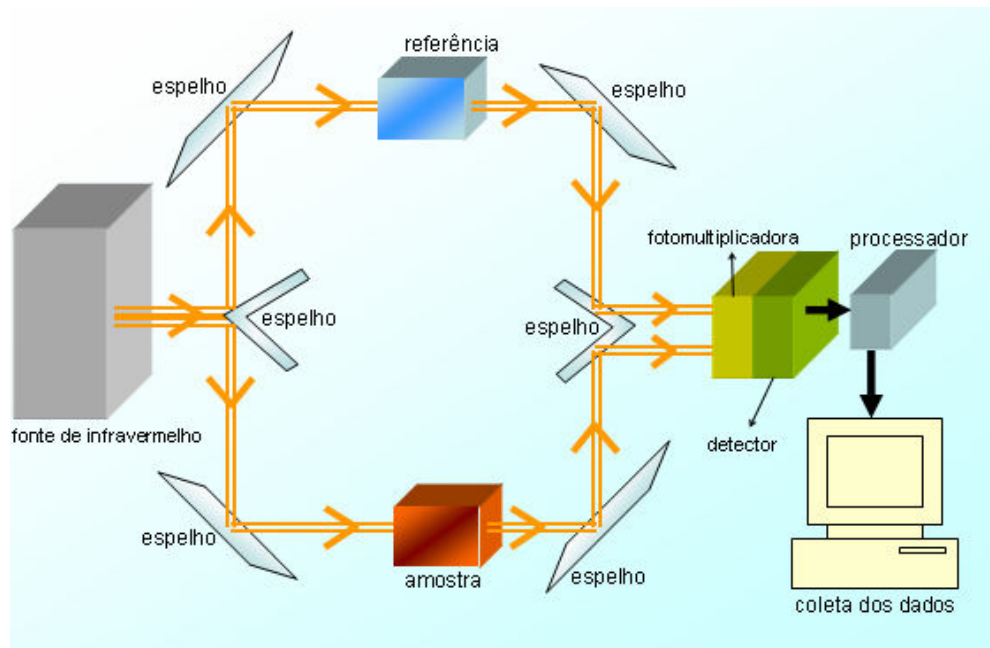 referência
espelho
espelho
fotomultiplicadora
processador
espelho
espelho
fonte de infravermelho
detector
espelho
amostra
espelho
coleta dos dados